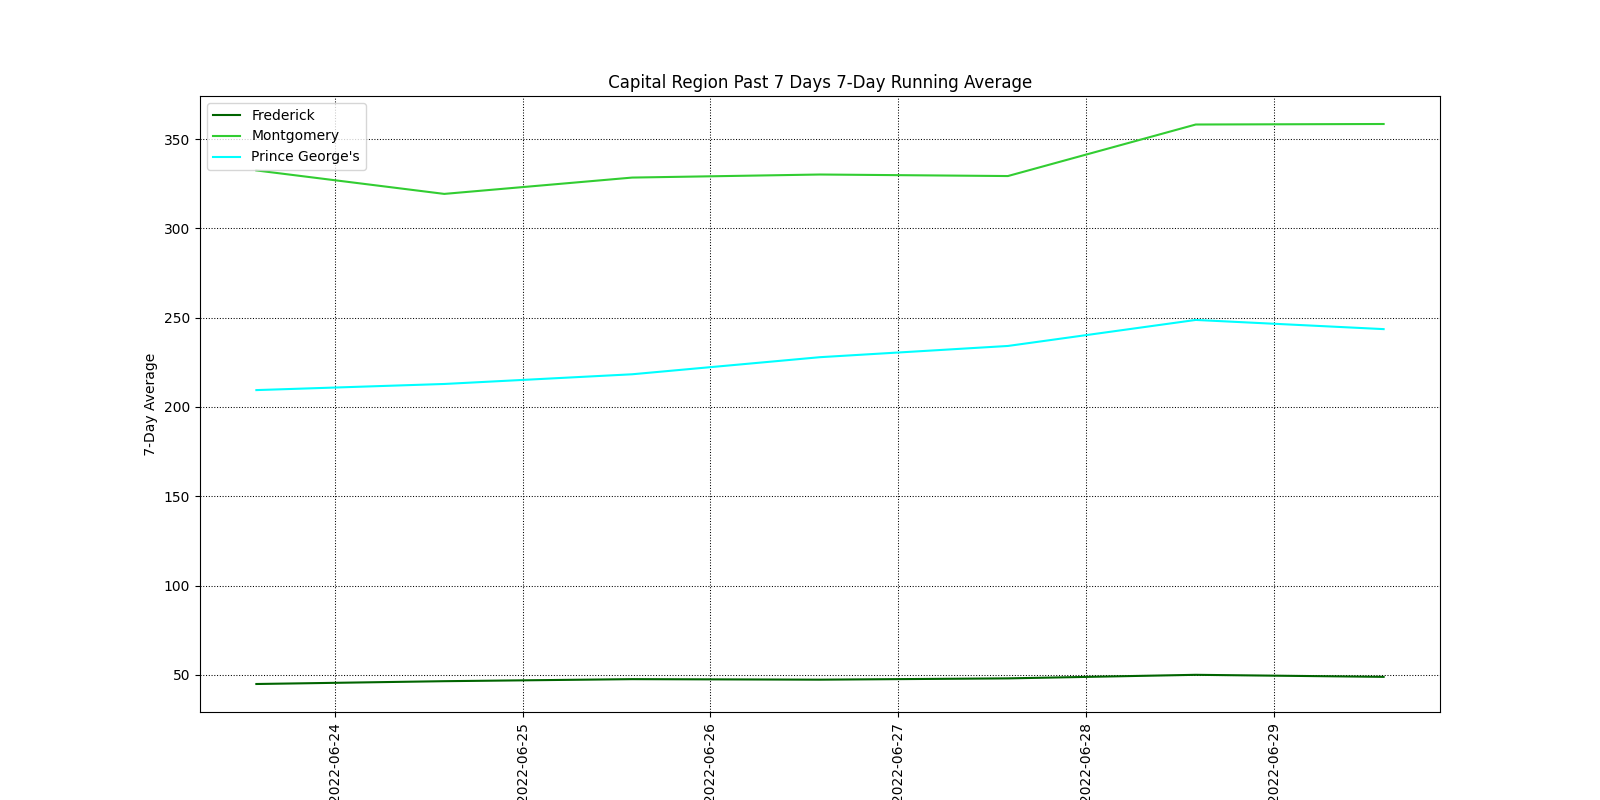 Capital Region Past 7 Days 7-Day Running Average
Frederick
Montgomery
Prince George's
350
300
250
200
150
100
50
7-Day Average
2022-06-24
2022-06-25
2022-06-26
2022-06-27
2022-06-28
2022-06-29